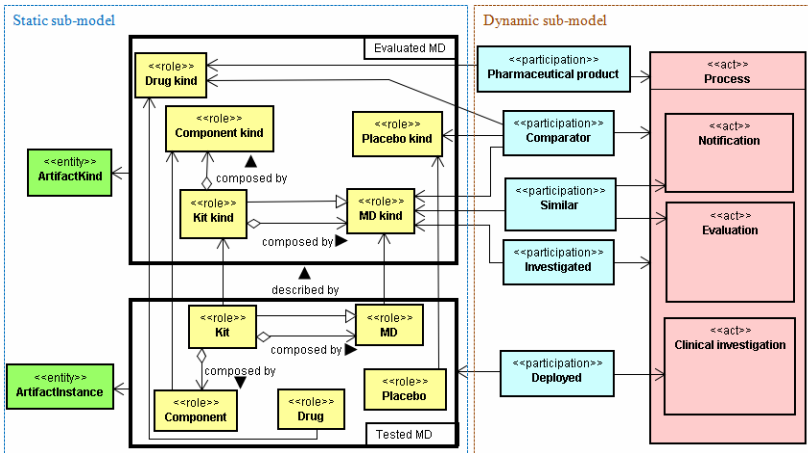 Static sub-model
Dynamic sub-model
Evaluated MD
<<role>>
Drug kind
<<participation>>
Pharmaceutical product
<<act>>
Process
<<role>>
Component kind
<<role>>
Placebo kind
<<participation>>
Comparator
<<act>>
Notification
<<entity>>
ArtifactKind
composed by
<<role>>
Kit kind
<<role>>
MD kind
<<participation>>
Similar
<<act>>
Evaluation
composed by
<<participation>>
Investigated
described by
<<role>>
Kit
<<role>>
MD
<<act>>
Clinical investigation
composed by
<<participation>>
Deployed
composed by
<<entity>>
ArtifactInstance
<<role>>
Component
<<role>>
Drug
<<role>>
Placebo
Tested MD